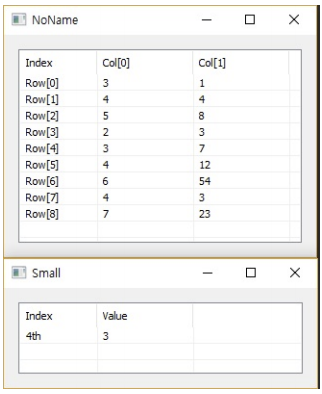 NoName
Index Col[0] Col[1]
Row[0] 3 1
Row[1] 4 4
Row[2] 5 8
Row[3] 2 3
Row[4] 3 7
Row[5] 4 12
Row[6] 6 54
Row[7] 4 3
Row[8] 7 23
Small
Index Value
4th 3